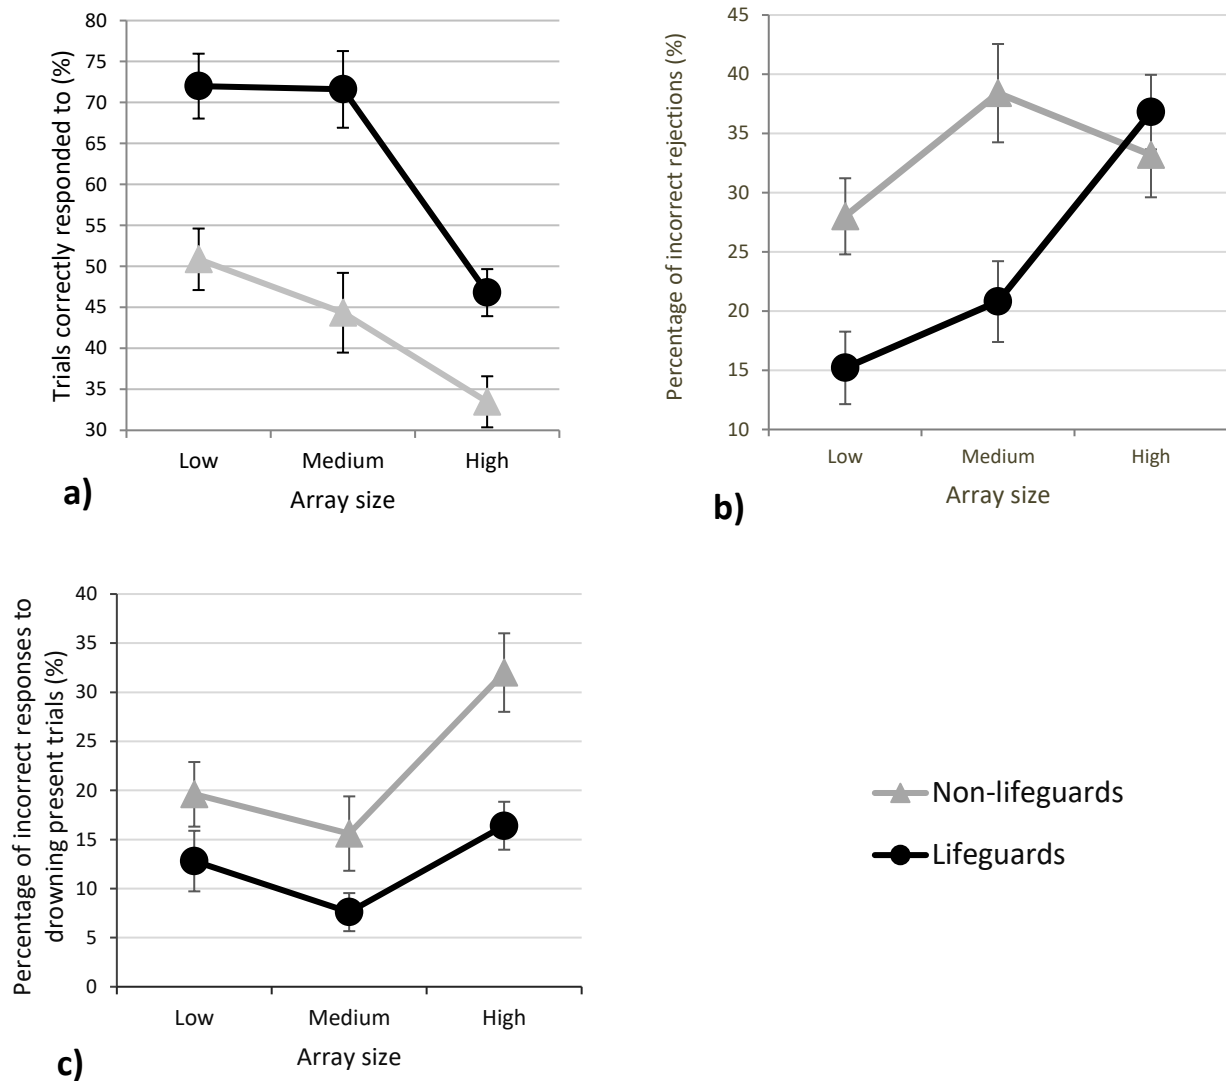 Trials correctly responded to (%)
80
75
70
65
60
55
50
45
40
35
30
Low Medium High
Array size
a)
Percentage of incorrect rejections (%)
45
40
35
30
25
20
15
10
Low Medium High
Array size
b)
Percentage of incorrect responses to
drowning present trials (%)
40
35
30
25
20
15
10
5
0
Low Medium High
Array size
c)
Non-lifeguards
Lifeguards